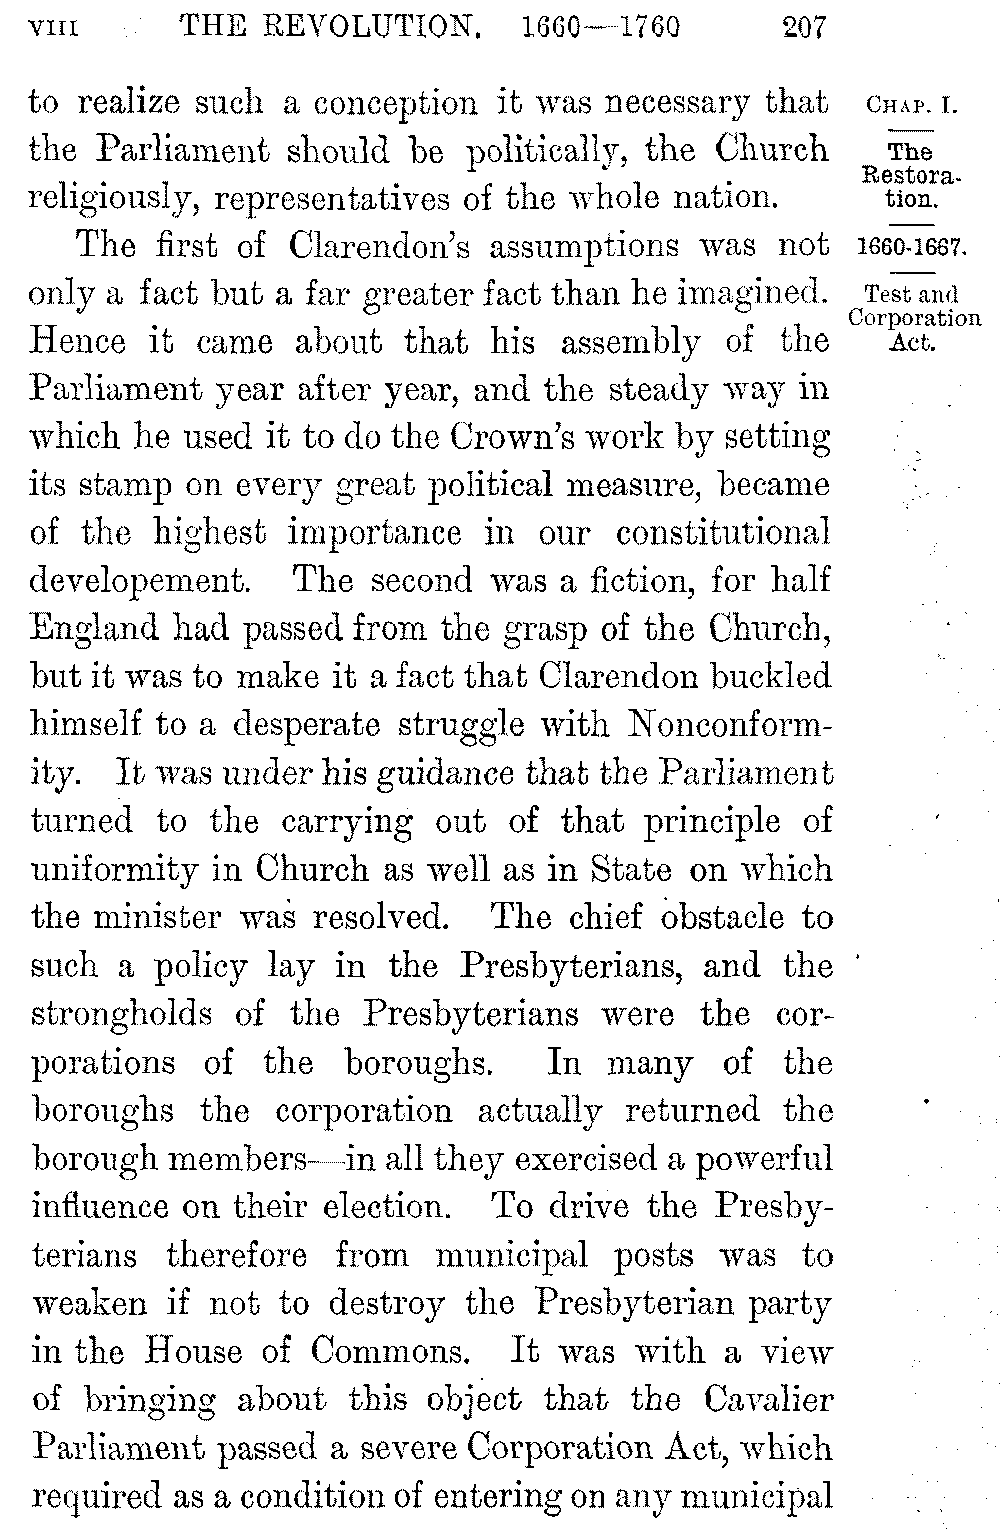 VIII THE REVOLUTION. 1660—1760 207
to realize such a conception it was necessary that
the Parliament should be politically, the Church
religiously, representatives of the whole nation.
The first of Clarendon's assumptions was not
only a fact but a far greater fact than he imagined.
Hence it came about that his assembly of the
Parliament year after year, and the steady way in
which he used it to do the Crown's work by setting
its stamp on every great political measure, became
of the highest importance in our constitutional
developement. The second was a fiction, for half
England had passed from the grasp of the Church,
but it was to make it a fact that Clarendon buckled
himself to a desperate struggle with Nonconform-
ity. It was under his guidance that the Parliament
turned to the carrying out of that principle of
uniformity in Church as well as in State on which
the minister was resolved. The chief obstacle to
such a policy lay in the Presbyterians, and the
strongholds of the Presbyterians were the cor-
porations of the boroughs. In many of the
boroughs the corporation actually returned the
borough members—in all they exercised a powerful
influence on their election. To drive the Presby-
terians therefore from municipal posts was to
weaken if not to destroy the Presbyterian party
in the House of Commons. It was with a view
of bringing about this object that the Cavalier
Parliament passed a severe Corporation Act, which
required as a condition of entering on any municipal
CHAP. I.
The
Restora-
tion.
1660-1667.
Test and
Corporation
Act.